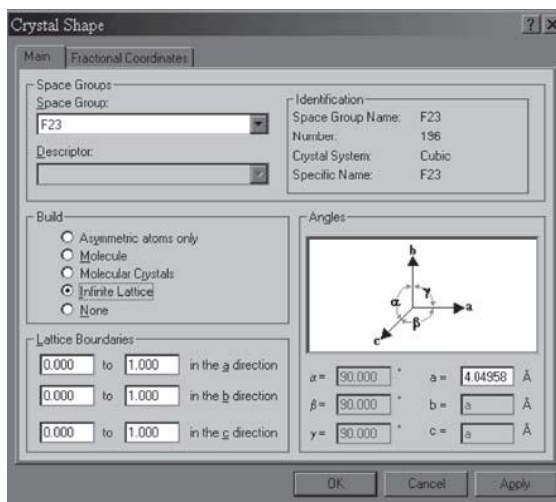 Crystal Shape
Main Fractional Coordinates
Space Groups
Space Group:
F23
Descriptor:
Identification
Space Group Name: F23
Number: 196
Crystal System: Cubic
Specific Name: F23
Build
Asymmetric atoms only
Molecule
Molecular Crystals
Infinite Lattice
None
Lattice Boundaries
0.000 to 1.000 in the a direction
0.000 to 1.000 in the b direction
0.000 to 1.000 in the c direction
Angles
b
α γ
a
c β
α = 90.000 ° a = 4.04958 Å
β = 90.000 ° b = a Å
γ = 90.000 ° c = a Å
OK Cancel Apply